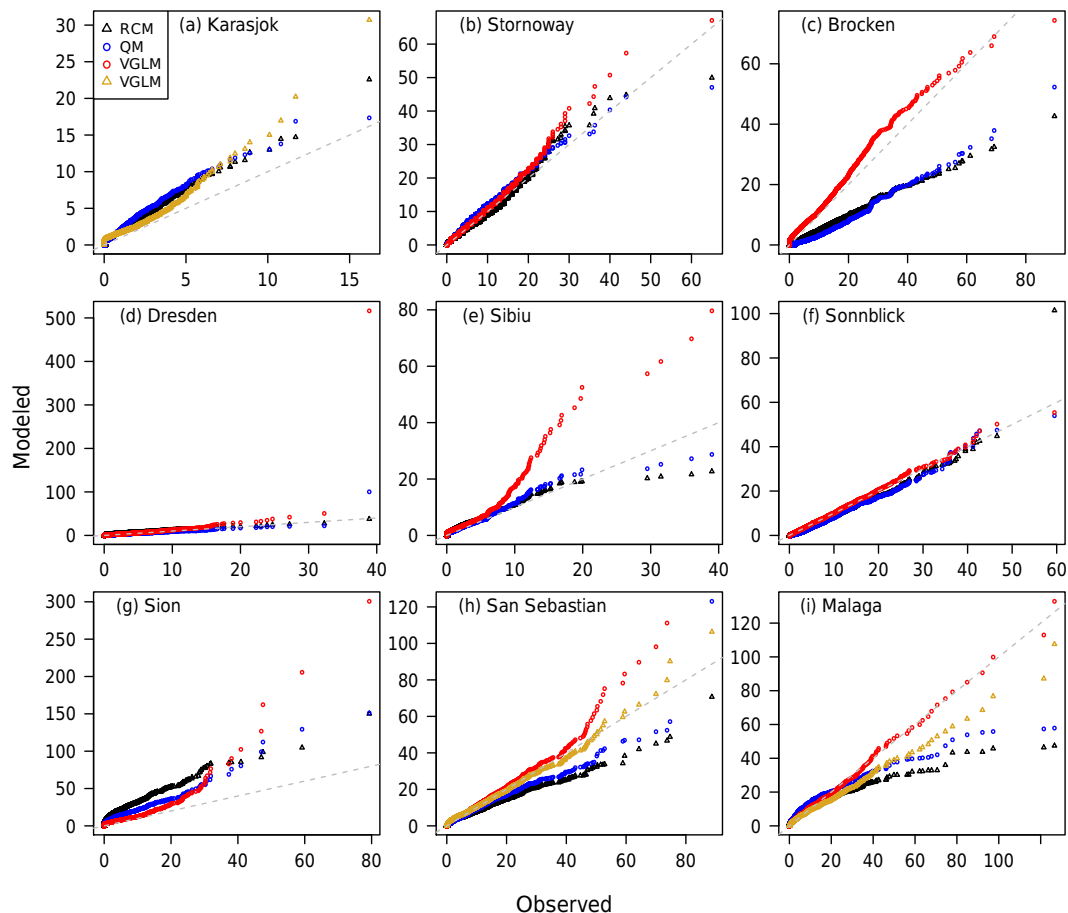 (a) Karasjok
RCM
QM
VGLM
VGLM
0 5 10 15 20 25 30
0 5 10 15
(b) Stornoway
0 20 40 60
0 10 20 30 40 50 60
(c) Brocken
0 20 40 60
0 20 40 60 80
(d) Dresden
0 100 200 300 400 500
0 10 20 30 40
(e) Sibiu
0 20 40 60 80
0 10 20 30 40
(f) Sonnblick
0 20 40 60 80 100
0 10 20 30 40 50 60
(g) Sion
0 50 100 150 200 250 300
0 20 40 60 80
(h) San Sebastian
0 20 40 60 80 100 120
0 20 40 60 80
(i) Malaga
0 20 40 60 80 100 120
0 20 40 60 80 100
Modeled
Observed